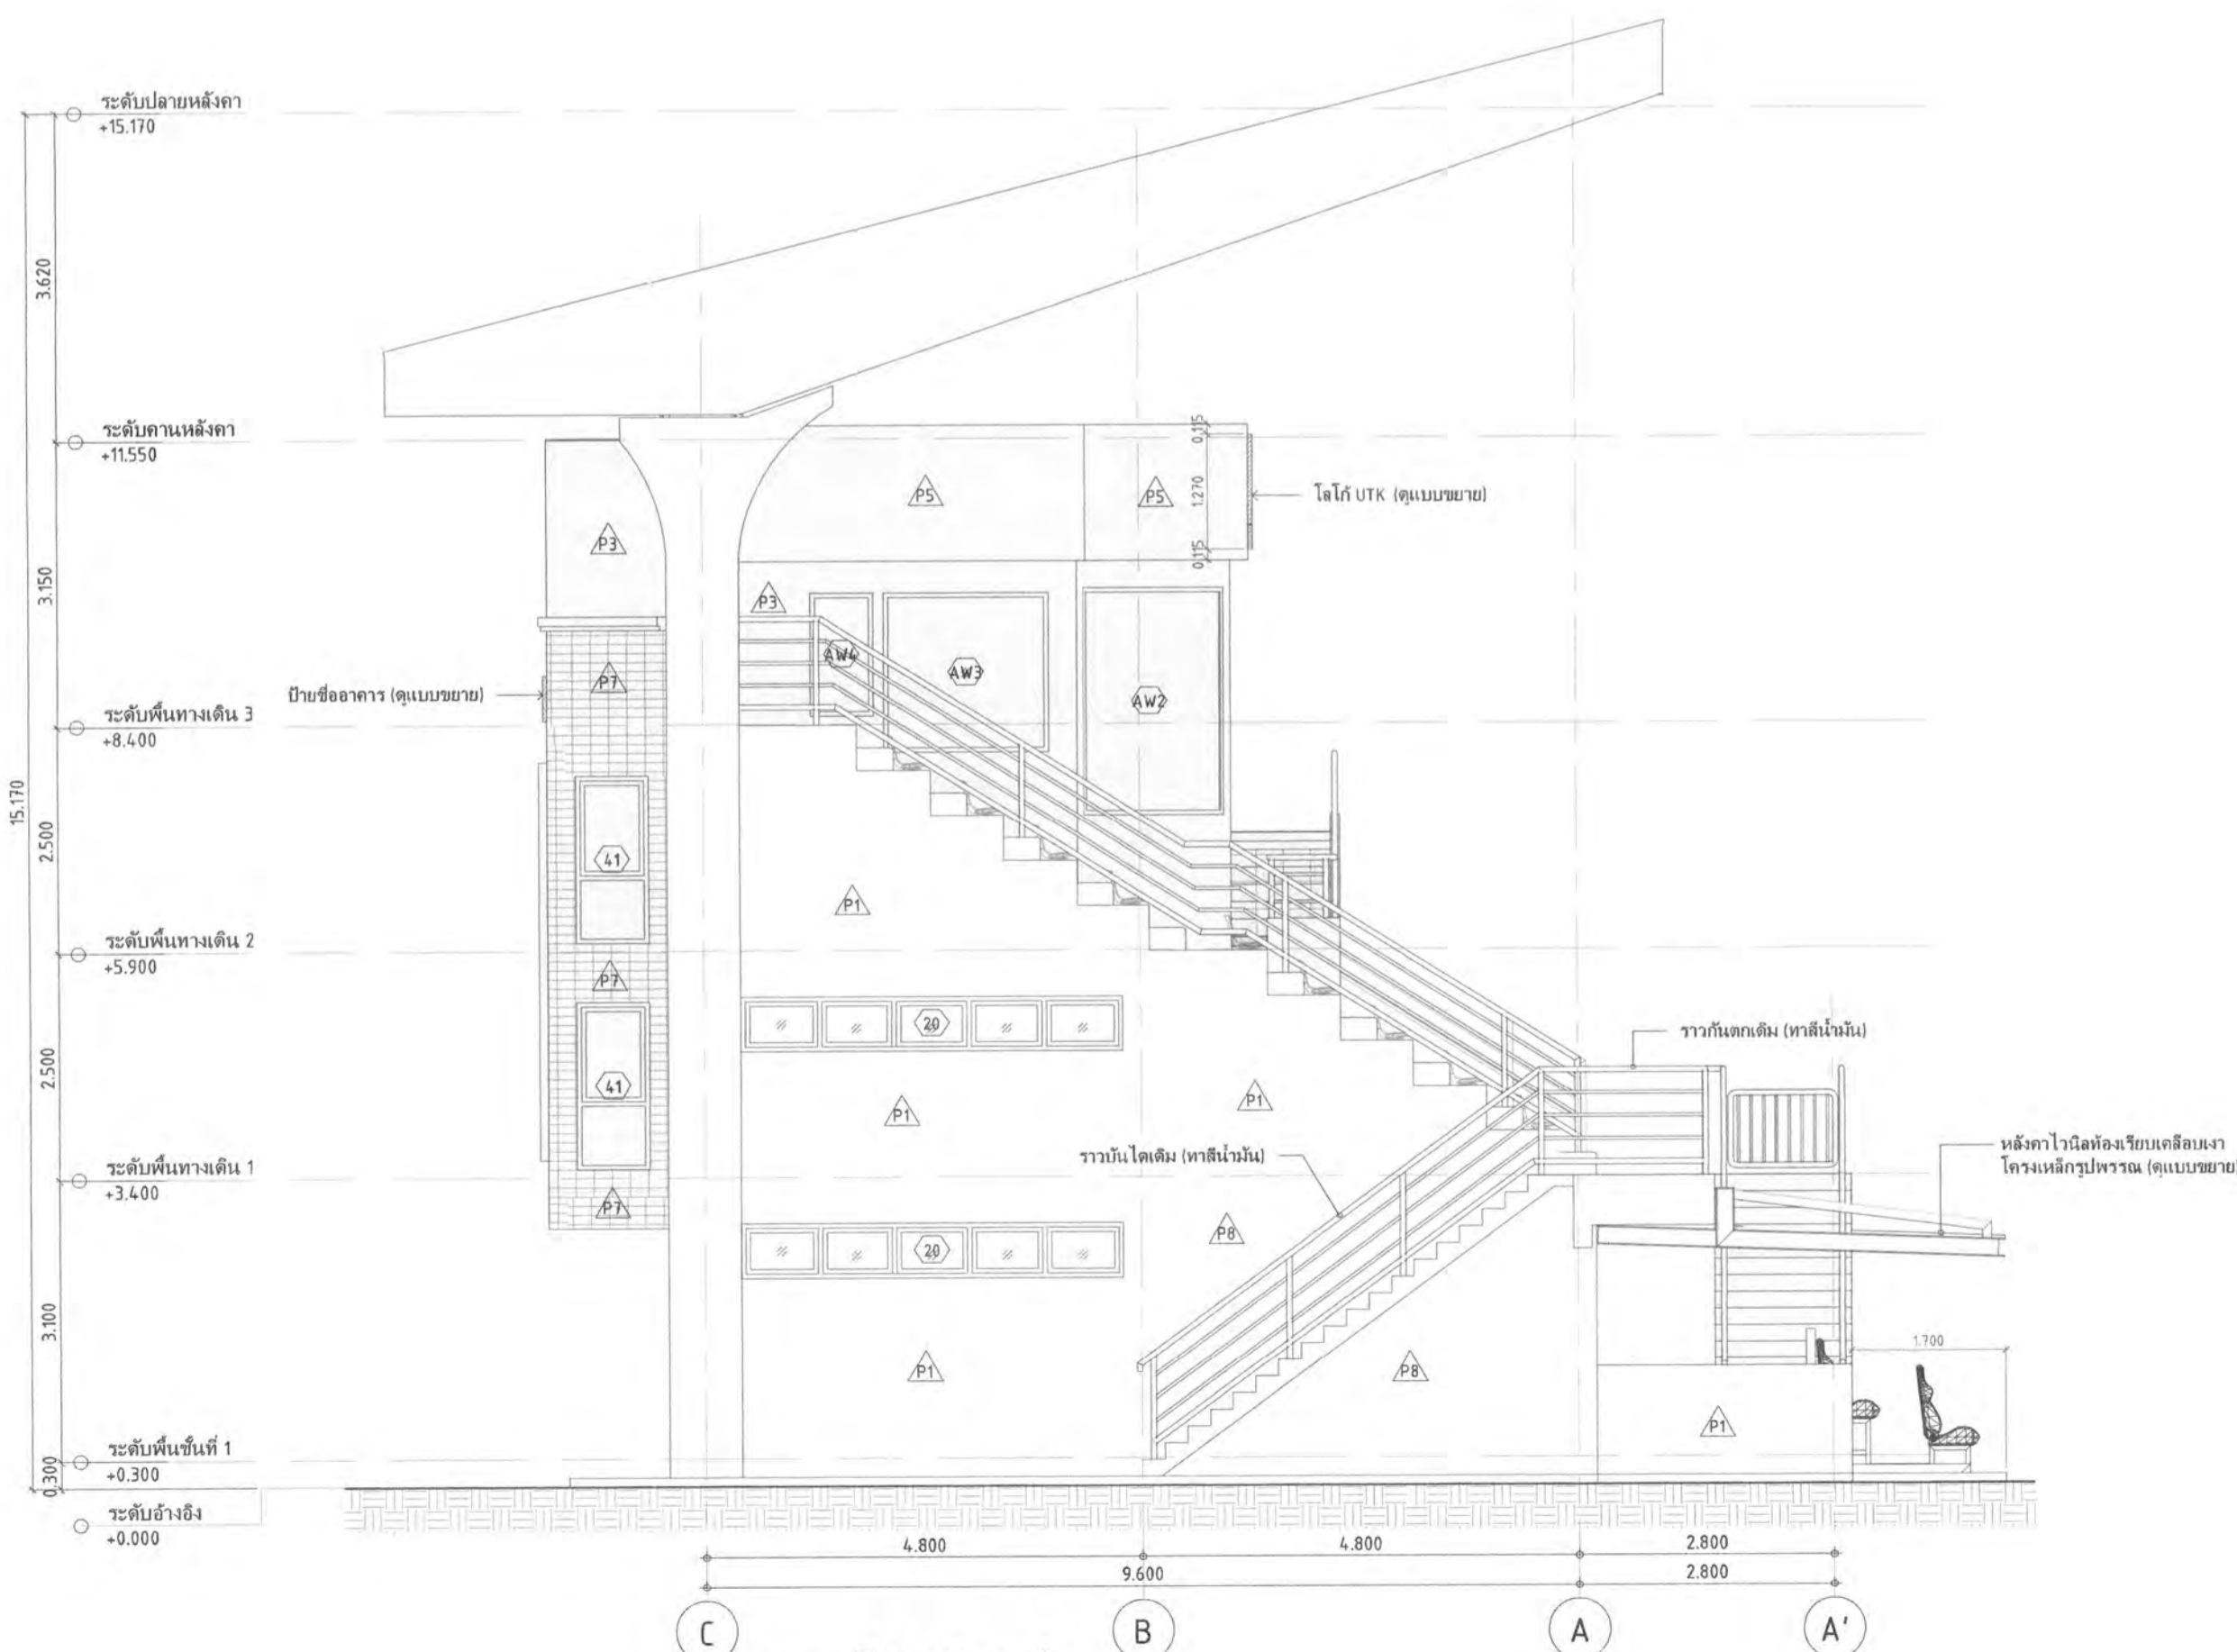 ระดับปลายหลังคา
+15.170
3.620
ระดับคานหลังคา
+11.550
0.115
1.270
0.115
P5
P5
โลโก้ UTK (ดูแบบขยาย)
P3
3.150
P3
AW4
AW3
AW2
P7
ป้ายชื่ออาคาร (ดูแบบขยาย)
ระดับพื้นทางเดิน 3
+8.400
15.170
2.500
41
P1
ระดับพื้นทางเดิน 2
+5.900
P7
20
ราวกันตกเดิม (ทาสีน้ำมัน)
2.500
41
P1
P1
ราวบันไดเดิม (ทาสีน้ำมัน)
หลังคาไวนิลท้องเรียบเคลือบเงา
โครงเหล็กรูปพรรณ (ดูแบบขยาย)
ระดับพื้นทางเดิน 1
+3.400
P7
P8
20
3.100
1.700
P1
P8
P1
ระดับพื้นชั้นที่ 1
+0.300
0.300
ระดับอ้างอิง
+0.000
4.800
4.800
2.800
9.600
2.800
C
B
A
A'